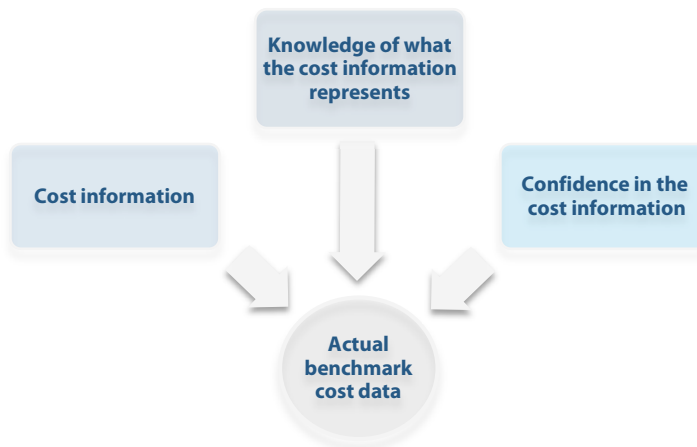 Knowledge of what
the cost information
represents
Cost information
Confidence in the
cost information
Actual
benchmark
cost data